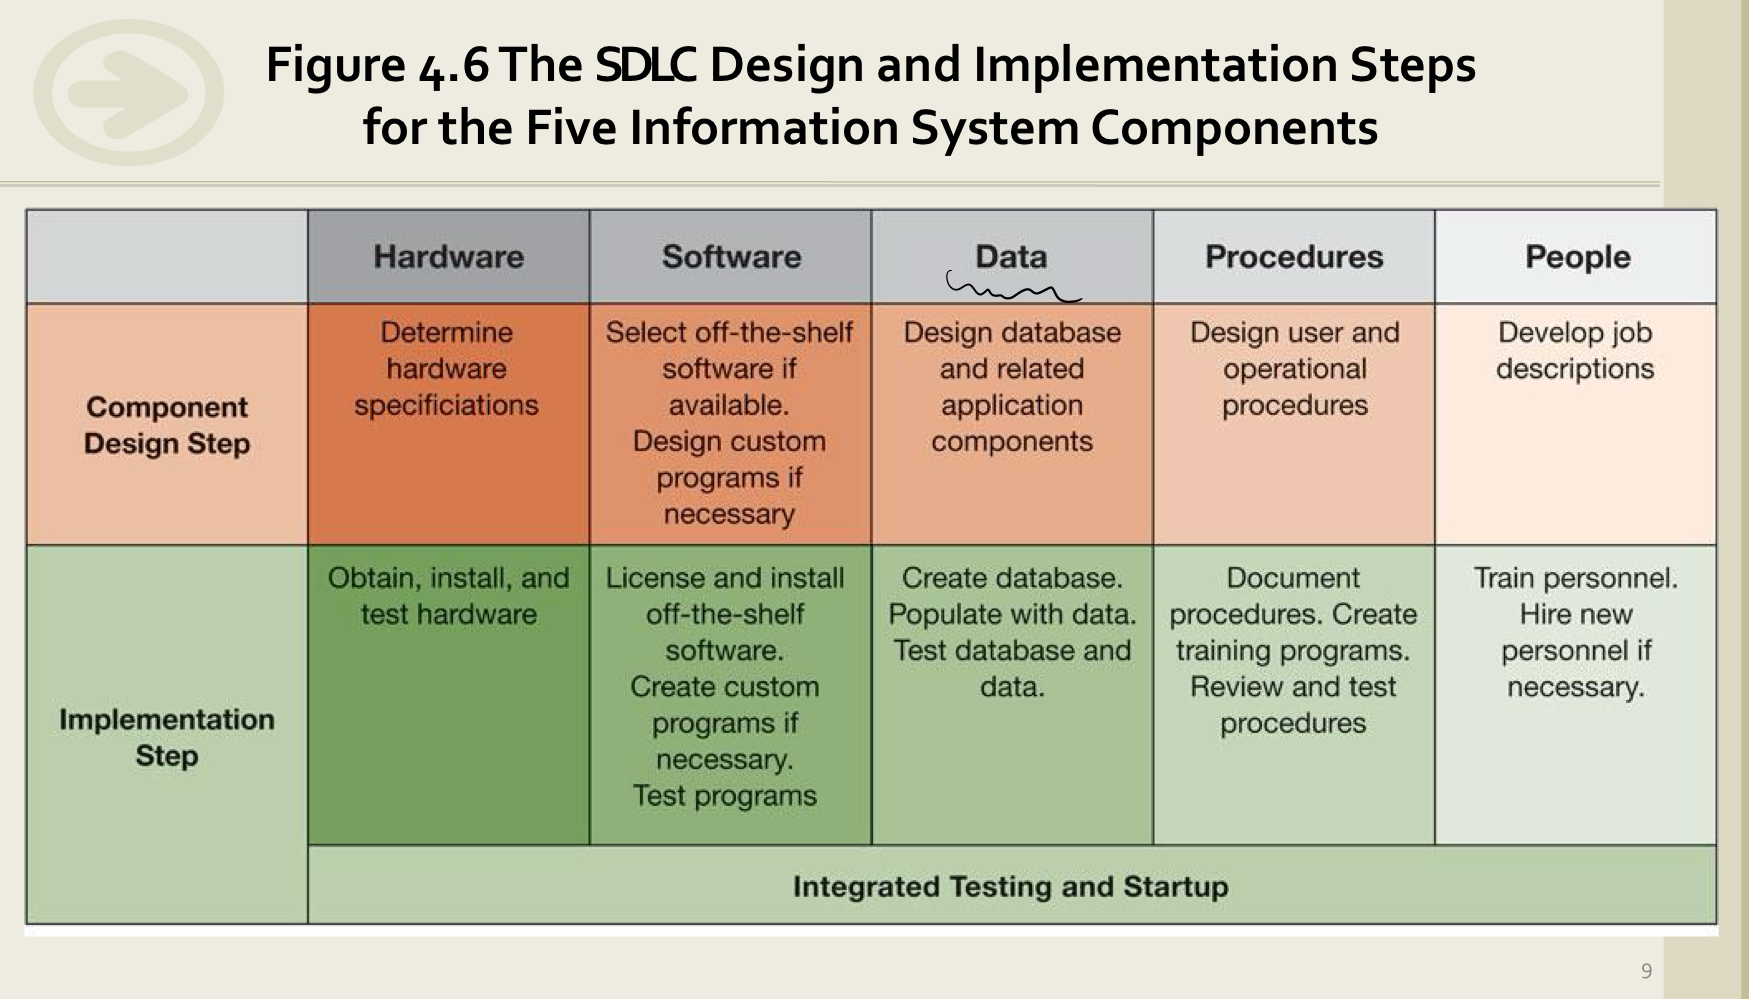 Figure 4.6 The SDLC Design and Implementation Steps
for the Five Information System Components
Hardware
Software
Data
Procedures
People
Component
Design Step
Determine
hardware
specificiations
Select off-the-shelf
software if
available.
Design custom
programs if
necessary
Design database
and related
application
components
Design user and
operational
procedures
Develop job
descriptions
Implementation
Step
Obtain, install, and
test hardware
License and install
off-the-shelf
software.
Create custom
programs if
necessary.
Test programs
Create database.
Populate with data.
Test database and
data.
Document
procedures. Create
training programs.
Review and test
procedures
Train personnel.
Hire new
personnel if
necessary.
Integrated Testing and Startup
9